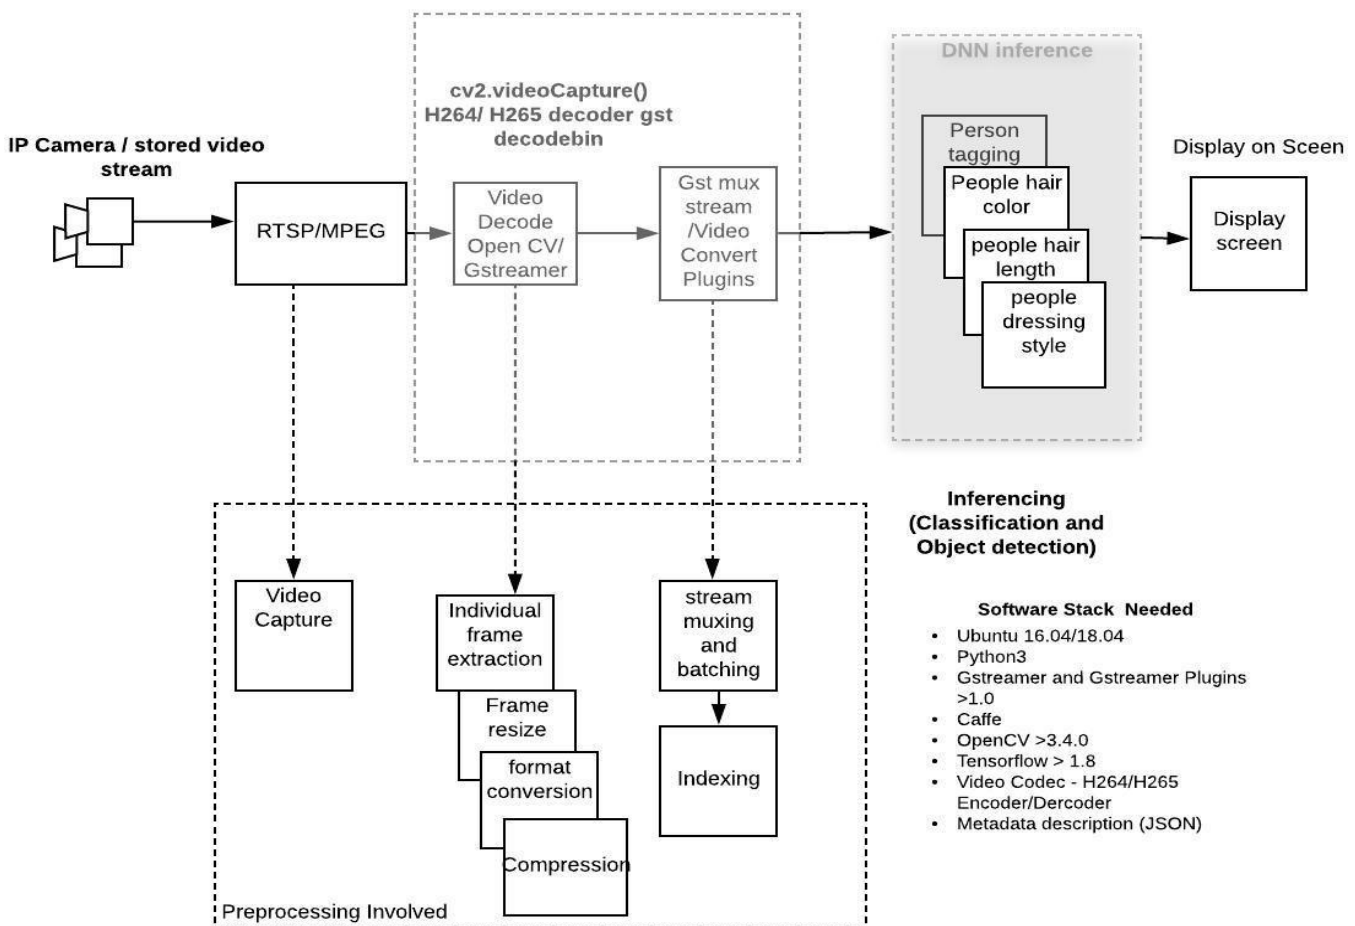 cv2.videoCapture()
H264/ H265 decoder gst
decodebin
DNN inference
IP Camera / stored video
stream
RTSP/MPEG
Video
Decode
Open CV/
Gstreamer
Gst mux
stream
/Video
Convert
Plugins
Person
tagging
People hair
color
people hair
length
people
dressing
style
Display on Sceen
Display
screen
Video
Capture
Individual
frame
extraction
Frame
resize
format
conversion
Compression
stream
muxing
and
batching
Indexing
Preprocessing Involved
Inferencing
(Classification and
Object detection)
Software Stack Needed
• Ubuntu 16.04/18.04
• Python3
• Gstreamer and Gstreamer Plugins
>1.0
• Caffe
• OpenCV >3.4.0
• Tensorflow > 1.8
• Video Codec - H264/H265
Encoder/Dercoder
• Metadata description (JSON)